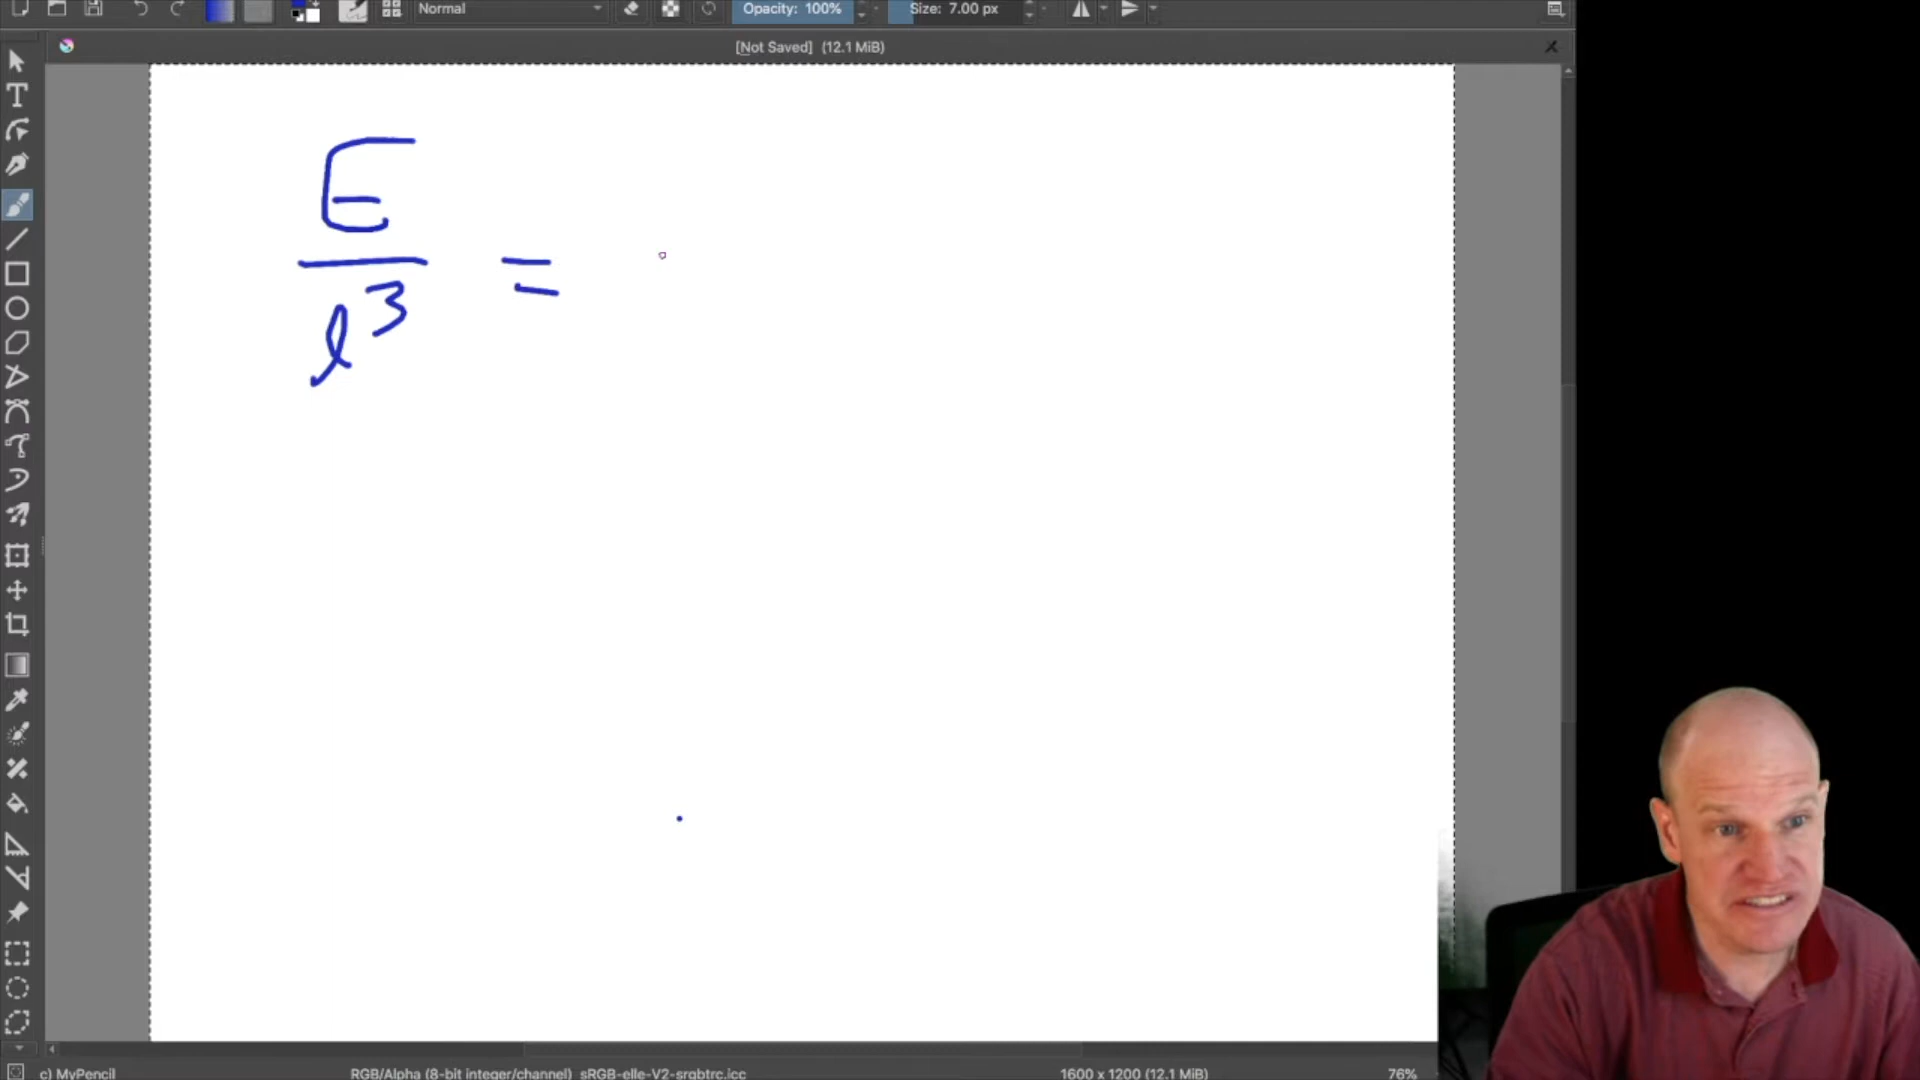 Normal Opacity: 100% Size: 7.00 px
[Not Saved] (12.1 MiB)
E
= 
l³
c) MyPencil RGB/Alpha (8-bit integer/channel) sRGB-elle-V2-srgbtrc.icc 1600 x 1200 (12.1 MiB) 76%